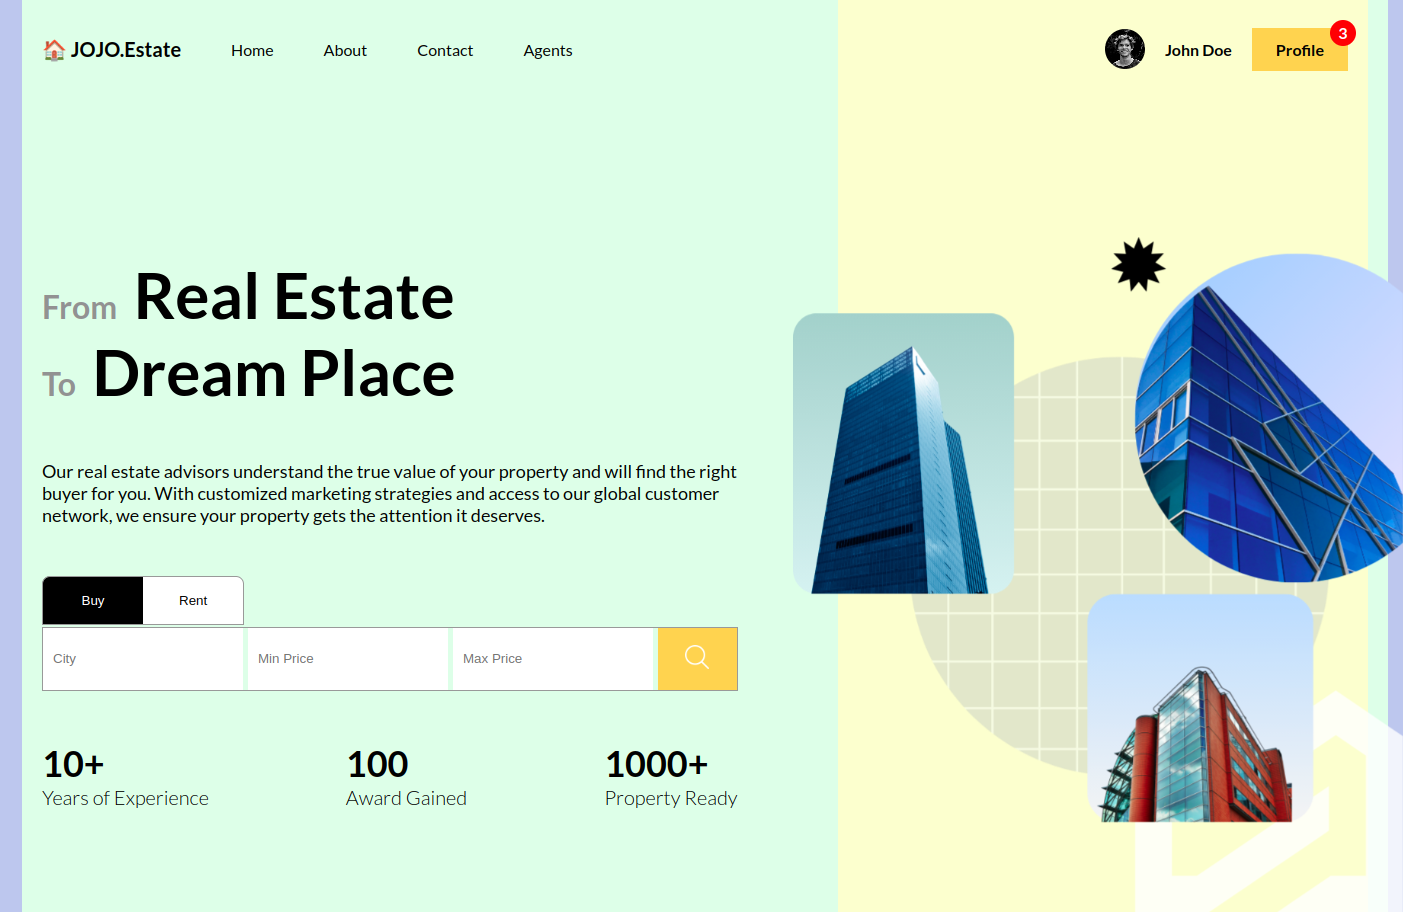 JOJO.Estate Home About Contact Agents John Doe Profile 3
From Real Estate
To Dream Place
Our real estate advisors understand the true value of your property and will find the right
buyer for you. With customized marketing strategies and access to our global customer
network, we ensure your property gets the attention it deserves.
Buy Rent
City Min Price Max Price
10+ 100 1000+
Years of Experience Award Gained Property Ready